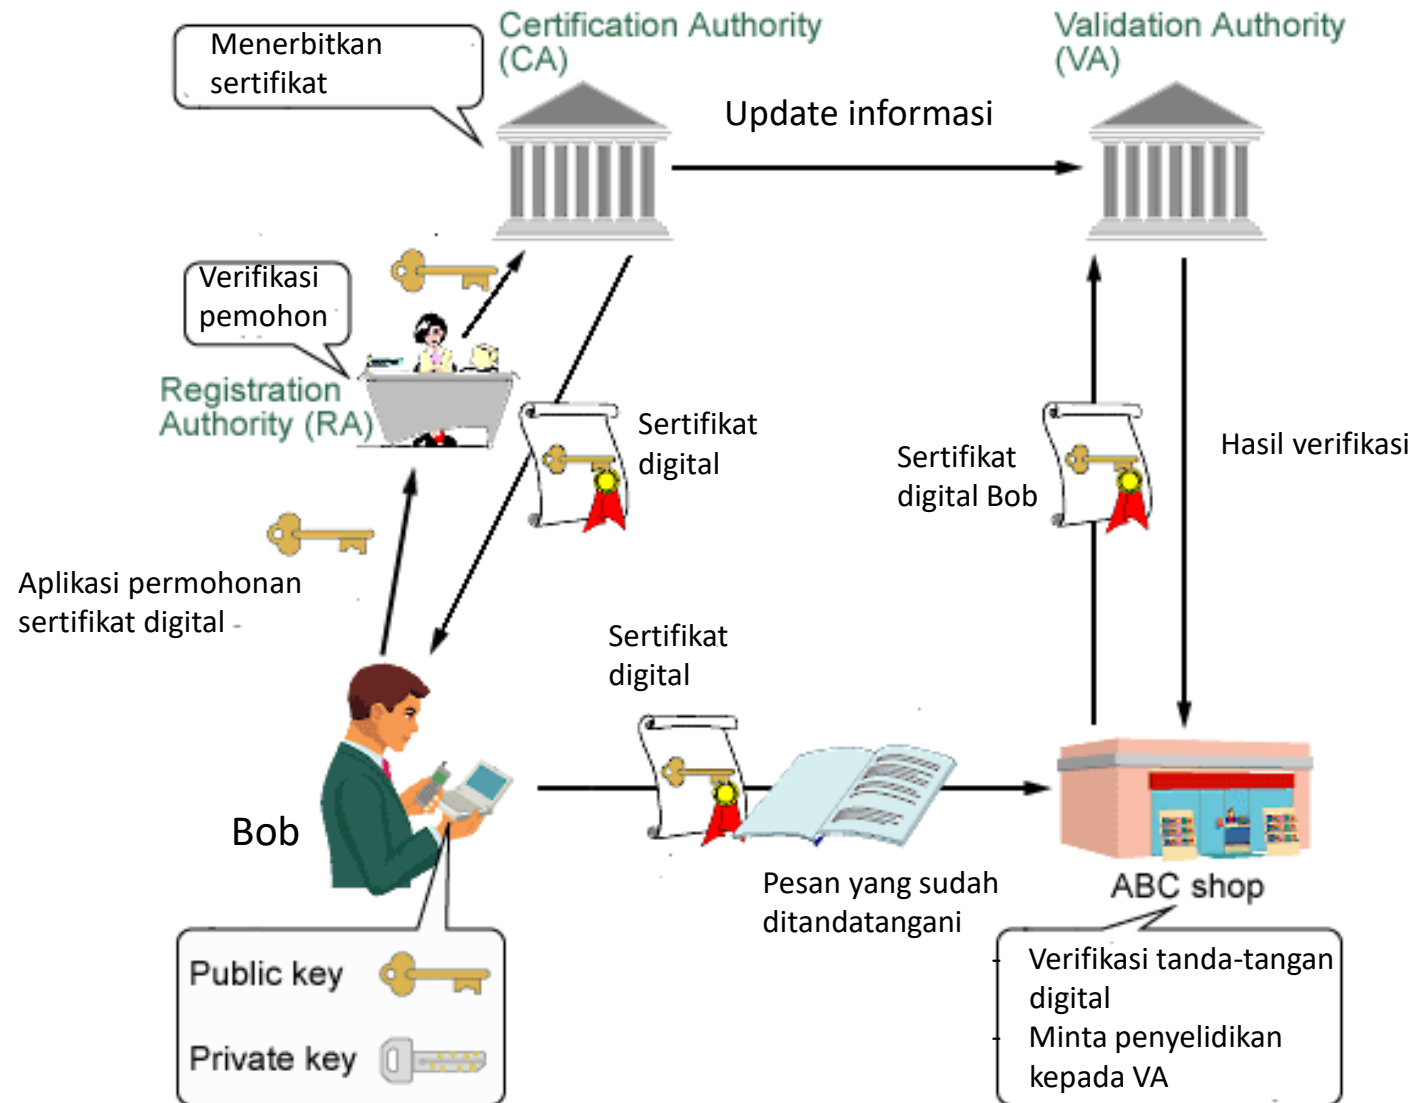 Menerbitkan
sertifikat
Certification Authority
(CA)
Validation Authority
(VA)
Update informasi
Verifikasi
pemohon
Registration
Authority (RA)
Sertifikat
digital
Sertifikat
digital Bob
Hasil verifikasi
Aplikasi permohonan
sertifikat digital
Sertifikat
digital
Bob
Pesan yang sudah
ditandatangani
ABC shop
Public key
Private key
- Verifikasi tanda-tangan
digital
- Minta penyelidikan
kepada VA